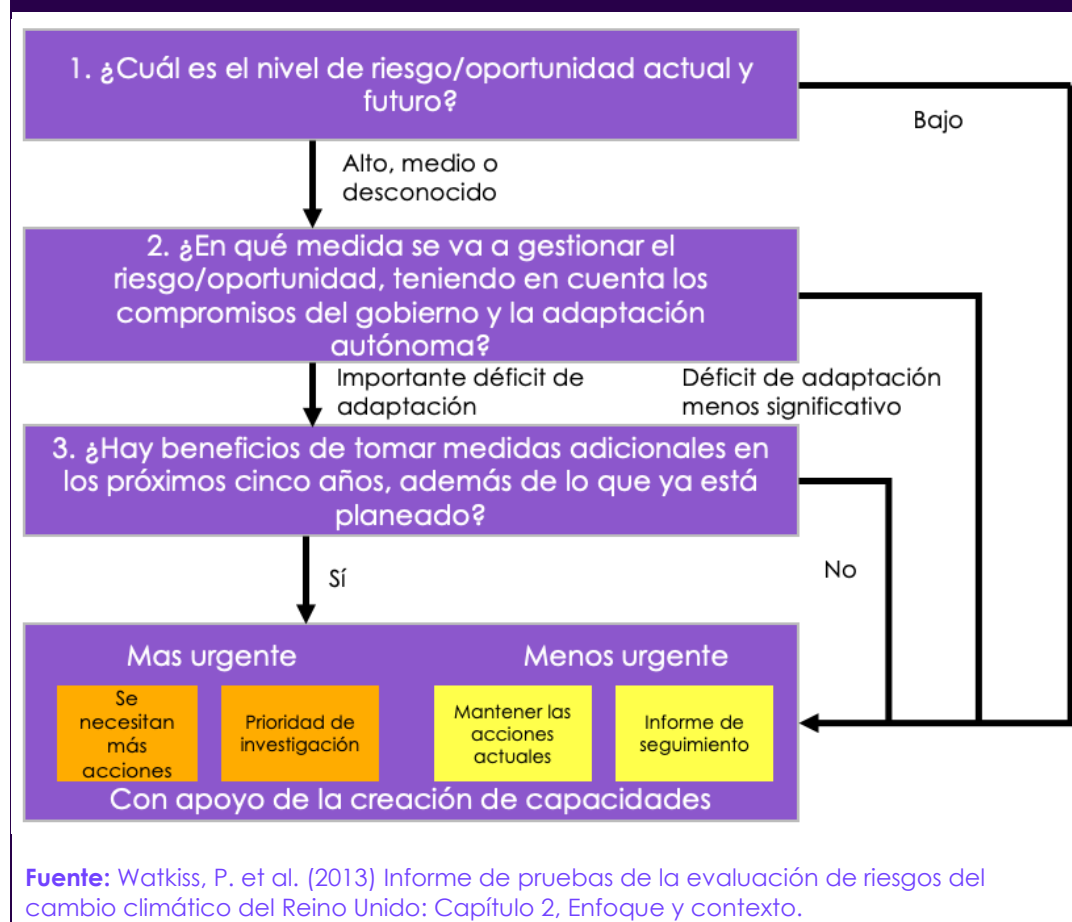 1. ¿Cuál es el nivel de riesgo/oportunidad actual y
futuro?
Bajo
Alto, medio o
desconocido
2. ¿En qué medida se va a gestionar el
riesgo/oportunidad, teniendo en cuenta los
compromisos del gobierno y la adaptación
autónoma?
Importante déficit de
adaptación
Déficit de adaptación
menos significativo
3. ¿Hay beneficios de tomar medidas adicionales en
los próximos cinco años, además de lo que ya está
planeado?
Sí
No
Mas urgente
Menos urgente
Se
necesitan
más
acciones
Prioridad de
investigación
Mantener las
acciones
actuales
Informe de
seguimiento
Con apoyo de la creación de capacidades
Fuente: Watkiss, P. et al. (2013) Informe de pruebas de la evaluación de riesgos del
cambio climático del Reino Unido: Capítulo 2, Enfoque y contexto.